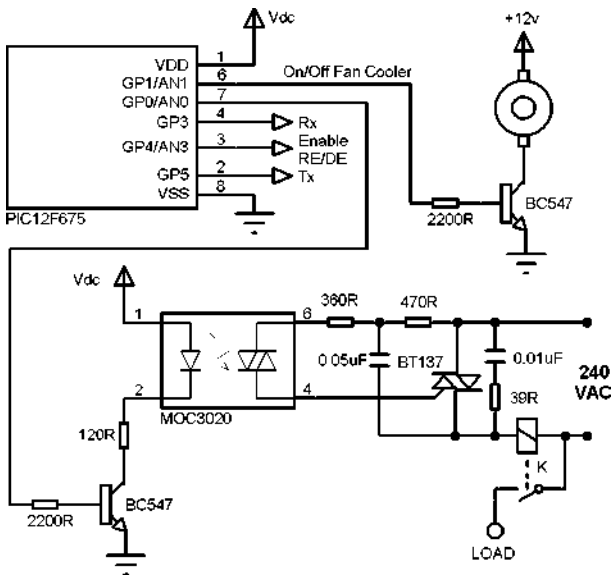 Vdc
+12v
VDD 1
GP1/AN1 6
On/Off Fan Cooler
GP0/AN0 7
GP3 4
Rx
GP4/AN3 3
Enable
RE/DE
GP5 2
Tx
VSS 8
PIC12F675
2200R
BC547
Vdc
1
6
360R
470R
0.05uF
BT137
0.01uF
240
VAC
2
4
39R
MOC3020
120R
K
2200R
BC547
LOAD